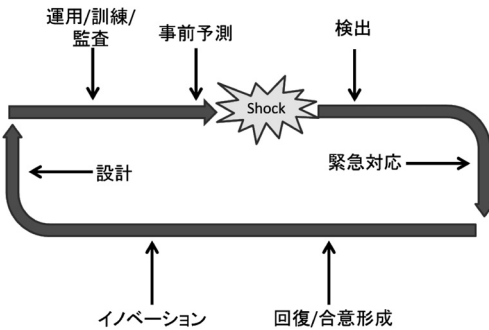 運用/訓練/
監査
事前予測
Shock
検出
緊急対応
設計
イノベーション
回復/合意形成